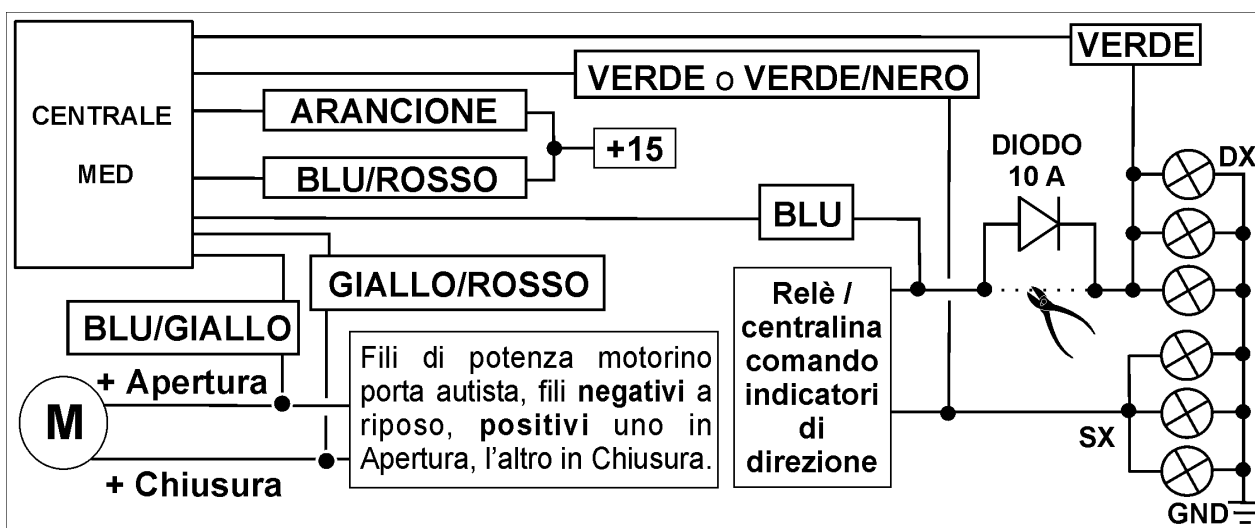 CENTRALE
MED
VERDE
VERDE o VERDE/NERO
ARANCIONE
+15
BLU/ROSSO
DIODO
10 A
DX
BLU
GIALLO/ROSSO
BLU/GIALLO
Relè /
centralina
comando
indicatori
di
direzione
+ Apertura
Fili di potenza motorino
porta autista, fili negativi a
riposo, positivi uno in
Apertura, l'altro in Chiusura.
M
+ Chiusura
SX
GND